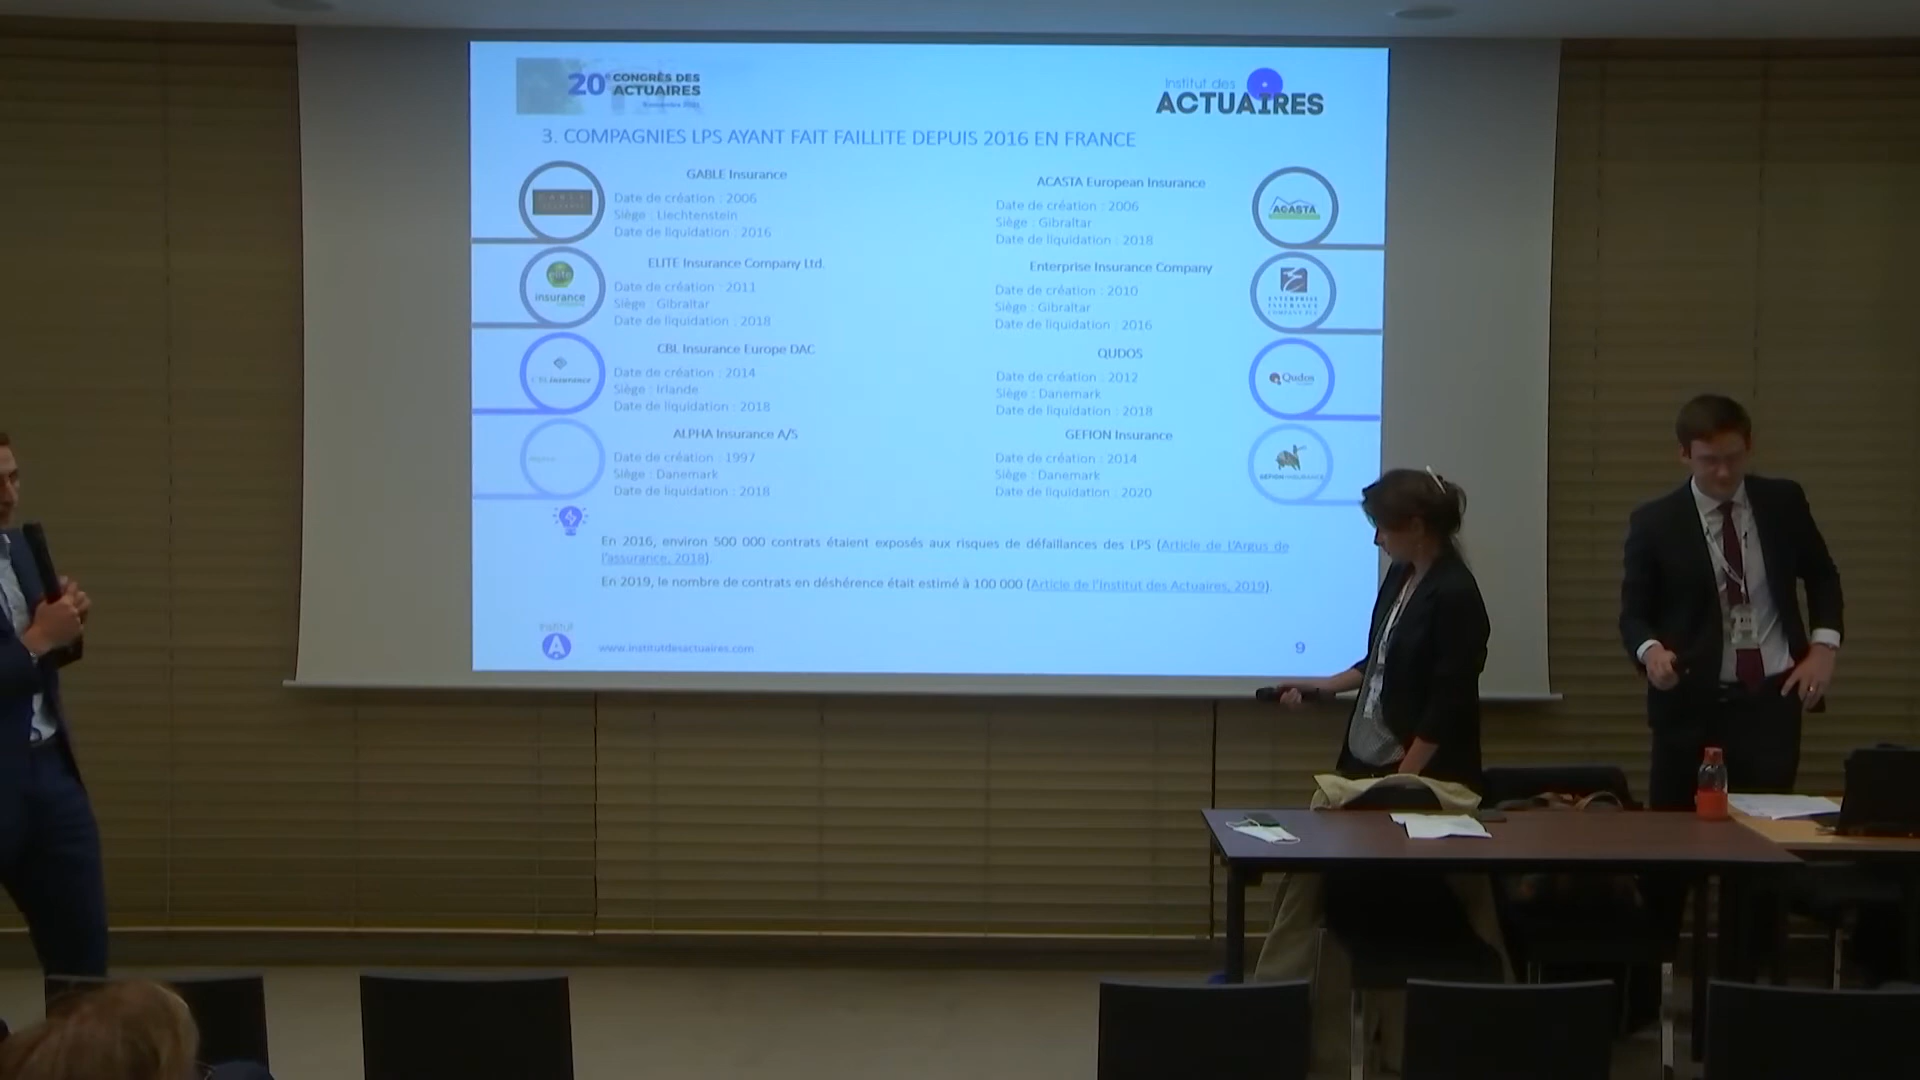 20e CONGRÈS DES
ACTUAIRES
Institut des
ACTUAIRES
3. COMPAGNIES LPS AYANT FAIT FAILLITE DEPUIS 2016 EN FRANCE
GABLE Insurance
Date de création : 2006
Siège : Liechtenstein
Date de liquidation : 2016
ELITE Insurance Company Ltd.
Date de création : 2011
Siège : Gibraltar
Date de liquidation : 2018
elite
insurance
CBL Insurance Europe DAC
Date de création : 2014
Siège : Irlande
Date de liquidation : 2018
ALPHA Insurance A/S
Date de création : 1997
Siège : Danemark
Date de liquidation : 2018
ACASTA European Insurance
Date de création : 2006
Siège : Gibraltar
Date de liquidation : 2018
ACASTA
Enterprise Insurance Company
Date de création : 2010
Siège : Gibraltar
Date de liquidation : 2016
ENTERPRISE
INSURANCE
COMPANY PLC
QUDOS
Date de création : 2012
Siège : Danemark
Date de liquidation : 2018
Qudos
GEFION Insurance
Date de création : 2014
Siège : Danemark
Date de liquidation : 2020
GEFION INSURANCE
En 2016, environ 500 000 contrats étaient exposés aux risques de défaillances des LPS (Article de L'Argus de
l'assurance, 2018).
En 2019, le nombre de contrats en déshérence était estimé à 100 000 (Article de l'Institut des Actuaires, 2019).
Institut
A
www.institutdesactuaires.com
9